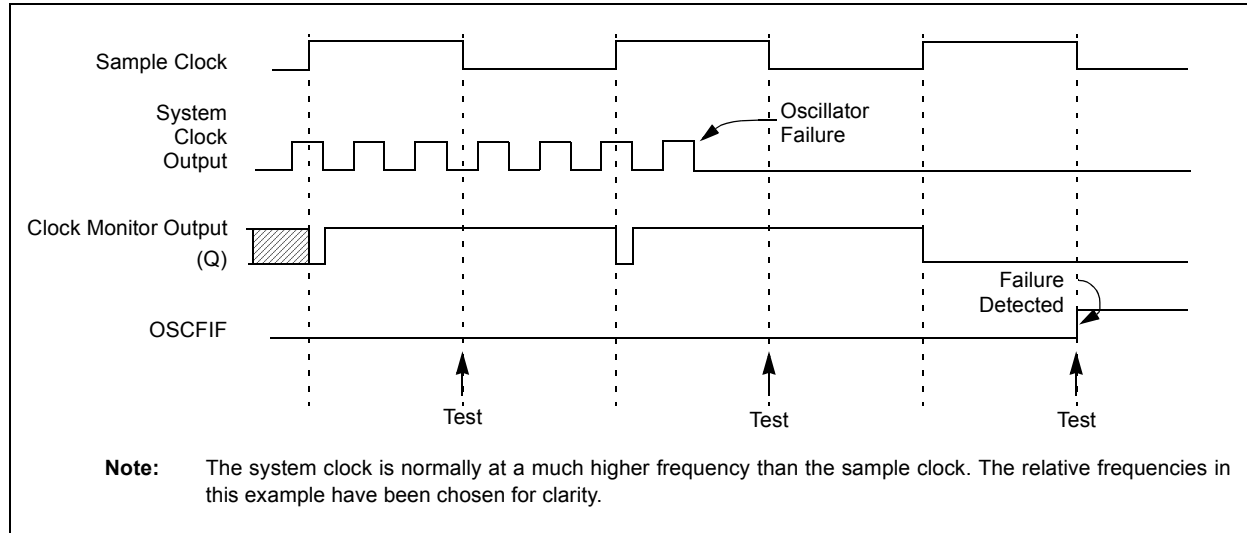 Sample Clock
System
Clock
Output
Oscillator
Failure
Clock Monitor Output
(Q)
Failure
Detected
OSCFIF
Test
Test
Test
Note: The system clock is normally at a much higher frequency than the sample clock. The relative frequencies in
this example have been chosen for clarity.